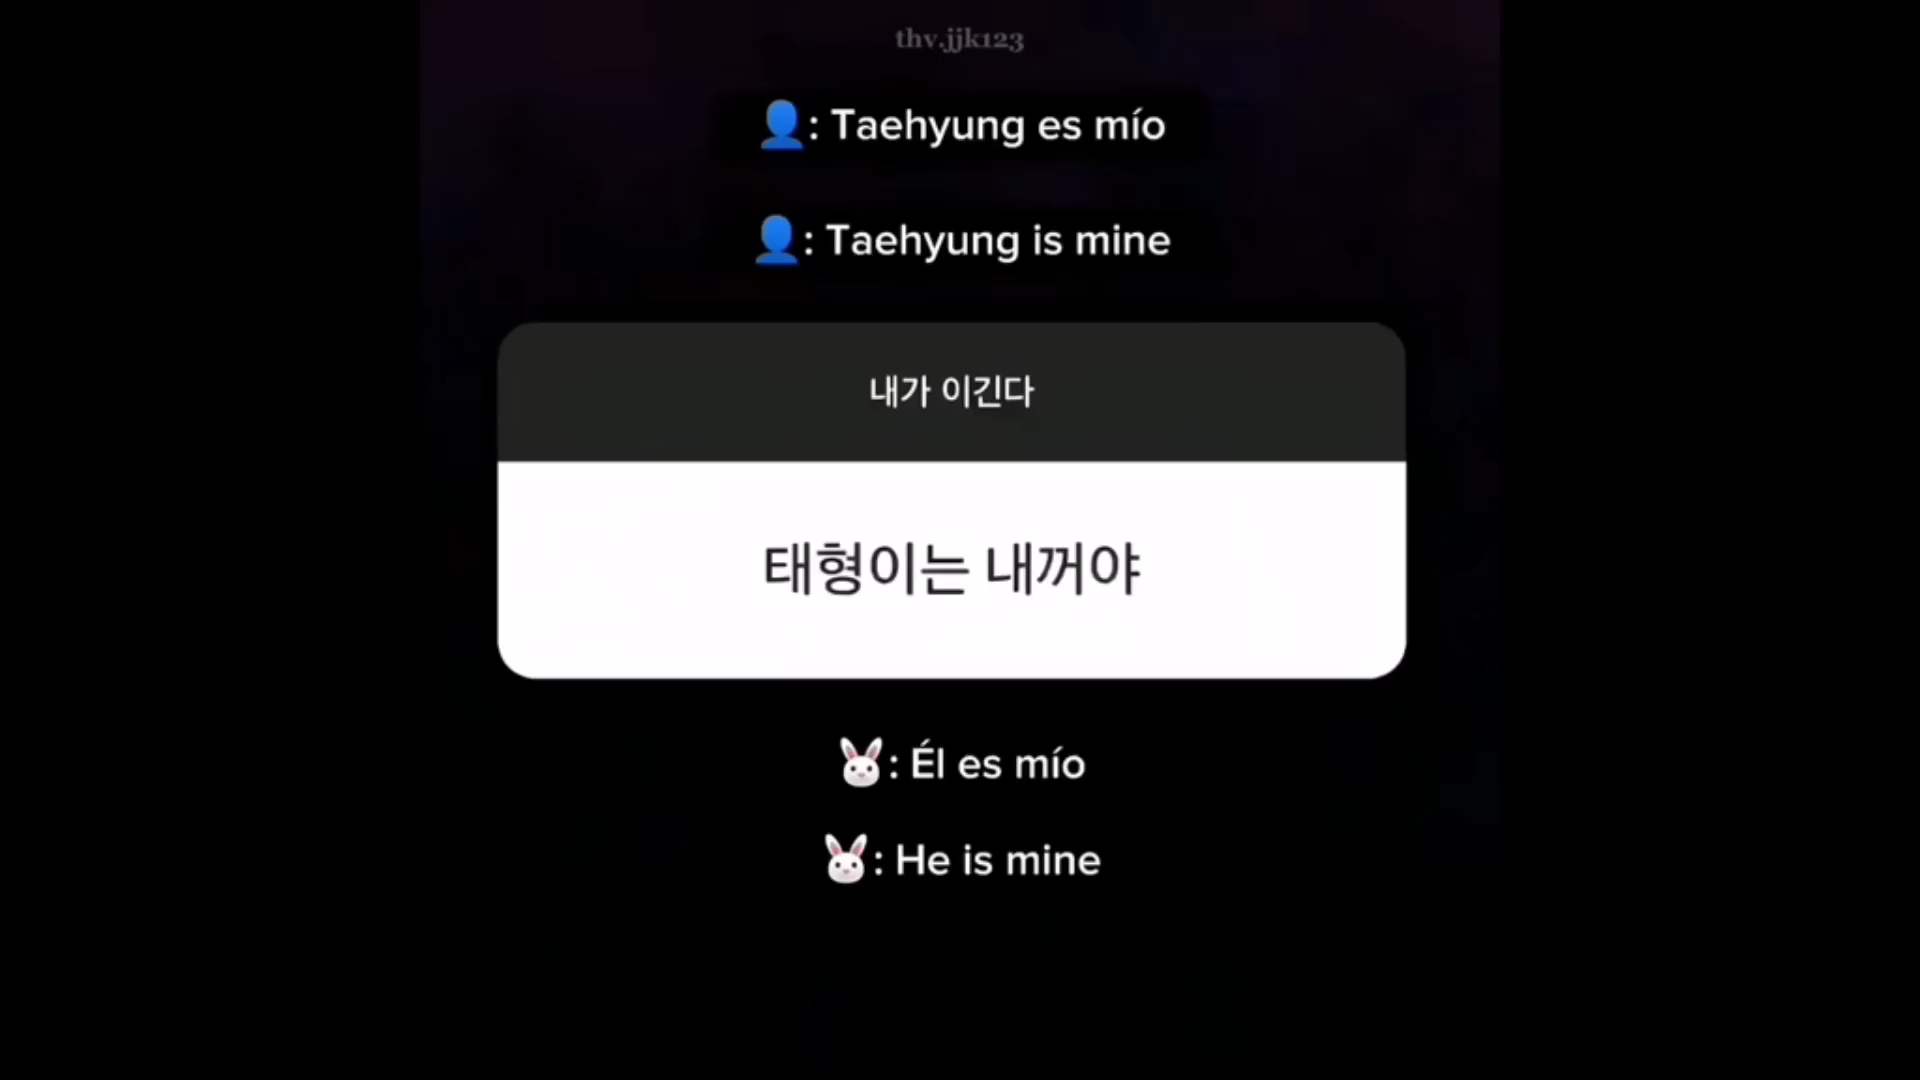 thv.jjk123
👤: Taehyung es mío
👤: Taehyung is mine
내가 이긴다
태형이는 내꺼야
🐰: Él es mío
🐰: He is mine